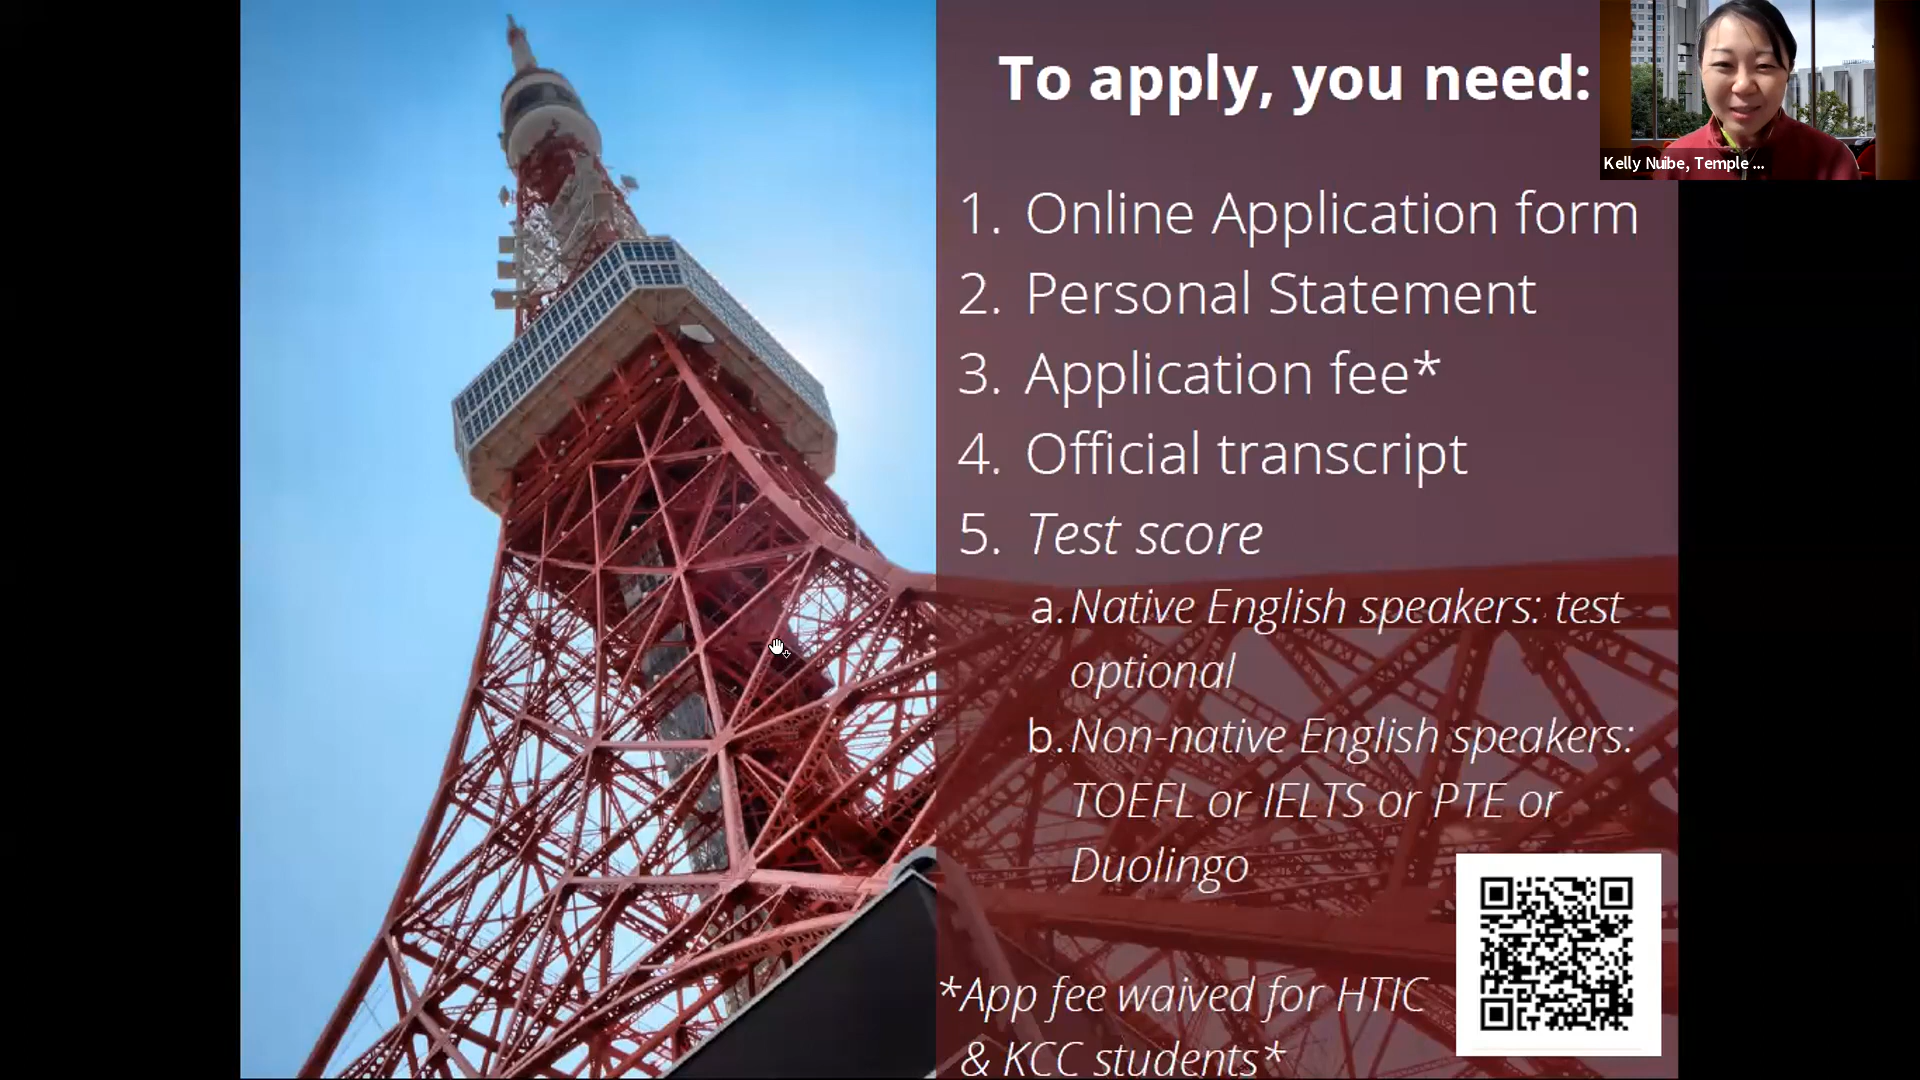 To apply, you need:
Kelly Nuibe, Temple ...
1. Online Application form
2. Personal Statement
3. Application fee*
4. Official transcript
5. Test score
a. Native English speakers: test
optional
b. Non-native English speakers:
TOEFL or IELTS or PTE or
Duolingo
*App fee waived for HTIC
& KCC students*